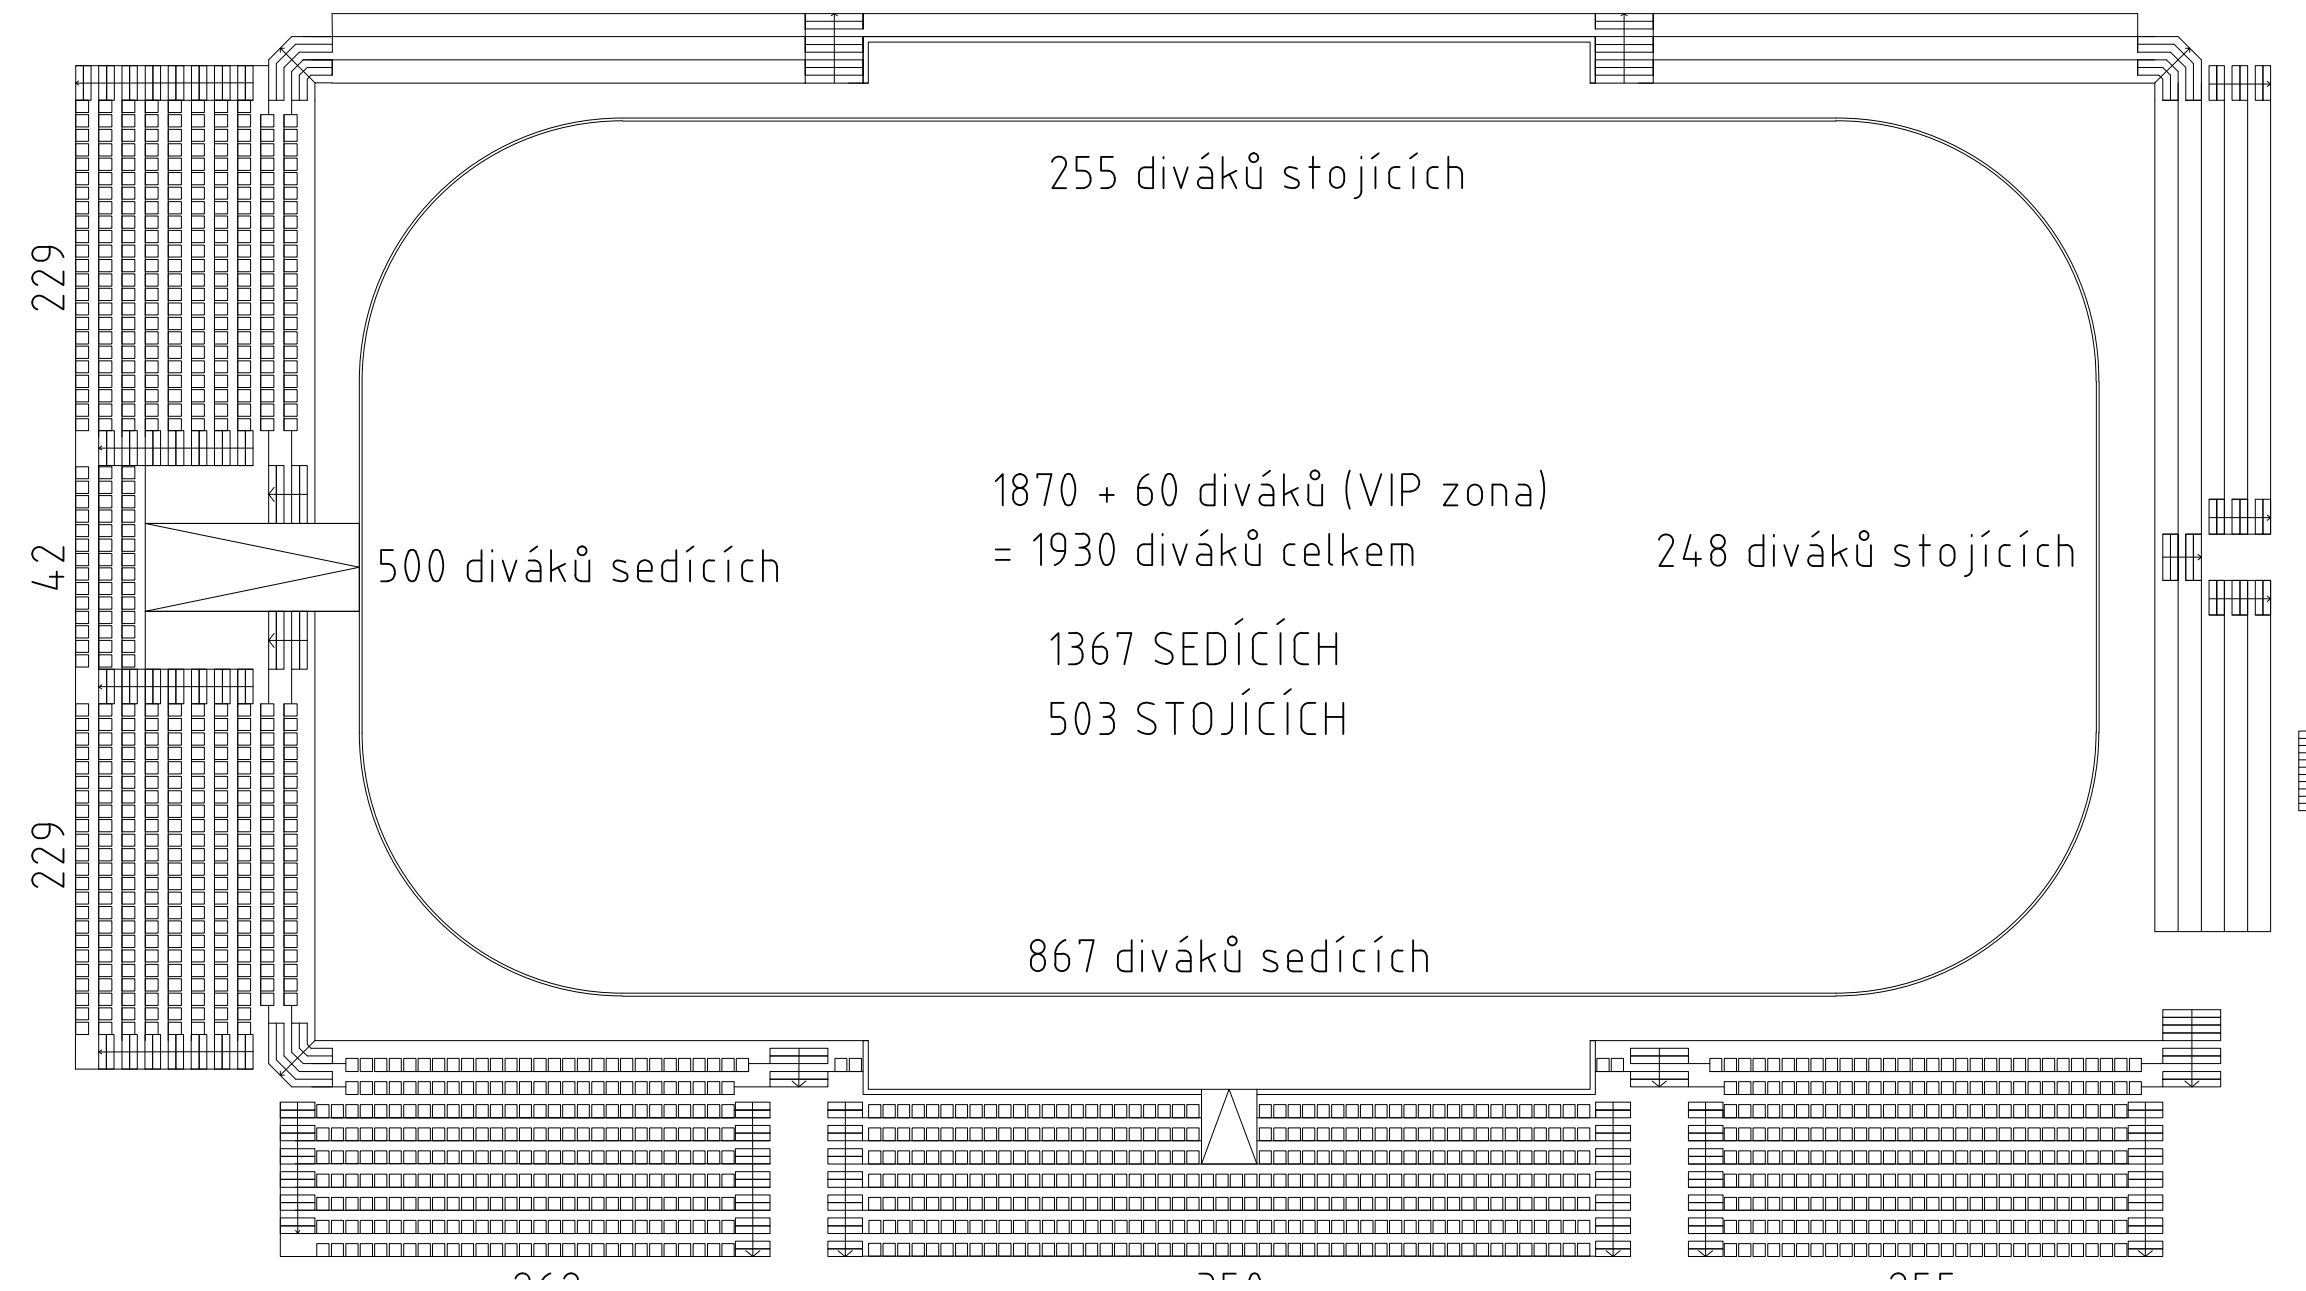 255 diváků stojících
229
1870 + 60 diváků (VIP zona)
= 1930 diváků celkem
500 diváků sedících
42
248 diváků stojících
1367 SEDÍCÍCH
503 STOJÍCÍCH
229
867 diváků sedících